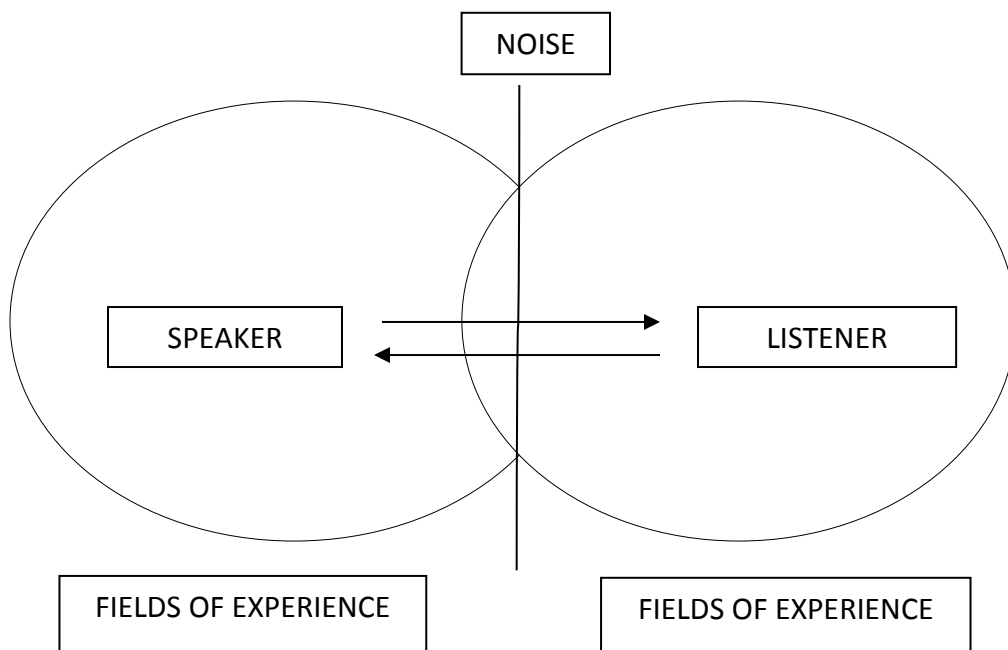 NOISE
SPEAKER
LISTENER
FIELDS OF EXPERIENCE
FIELDS OF EXPERIENCE